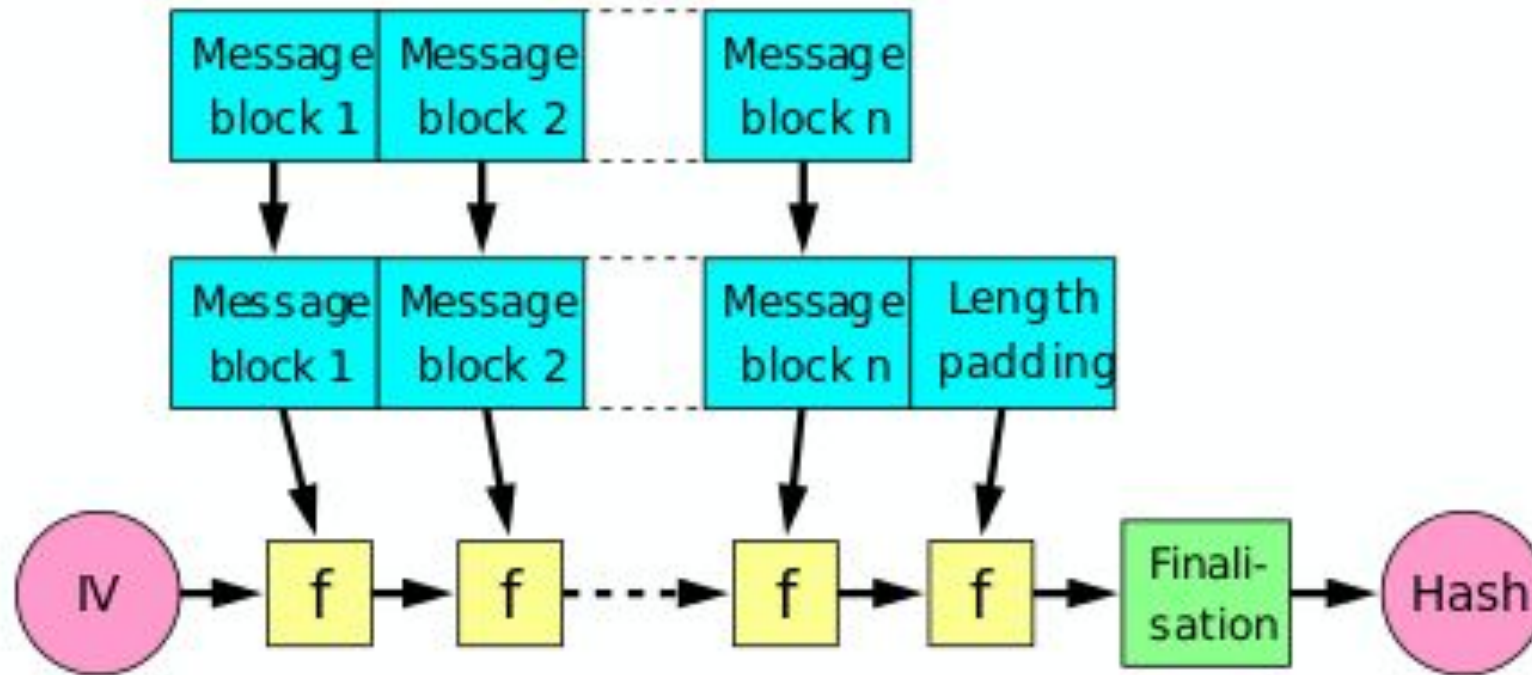 Message
block 1
Message
block 2
Message
block n
Message
block 1
Message
block 2
Message
block n
Length
padding
IV
f
f
f
f
Finali-
sation
Hash